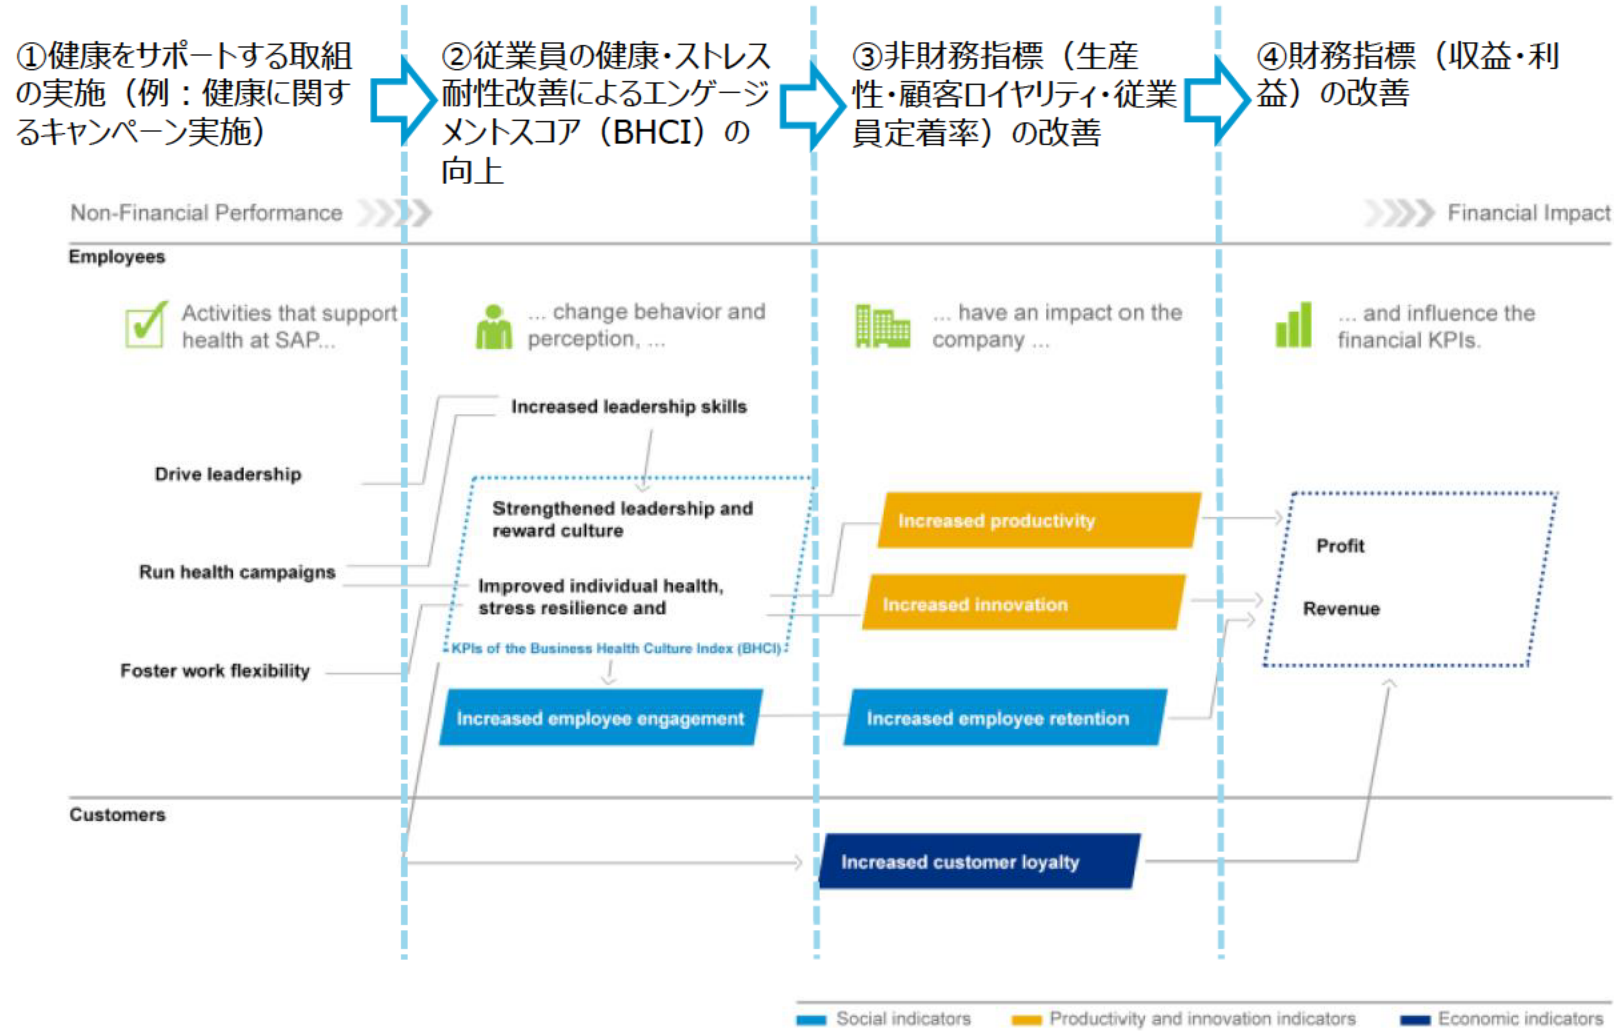 ①健康をサポートする取組
の実施（例：健康に関す
るキャンペーン実施）
②従業員の健康・ストレス
耐性改善によるエンゲージ
メントスコア（BHCI）の
向上
③非財務指標（生産
性・顧客ロイヤリティ・従業
員定着率）の改善
④財務指標（収益・利
益）の改善
Non-Financial Performance
Financial Impact
Employees
Activities that support
health at SAP...
... change behavior and
perception, ...
... have an impact on the
company ...
... and influence the
financial KPIs.
Increased leadership skills
Drive leadership
Strengthened leadership and
reward culture
Run health campaigns
Improved individual health,
stress resilience and
KPIs of the Business Health Culture Index (BHCI)
Foster work flexibility
Increased employee engagement
Increased productivity
Increased innovation
Increased employee retention
Profit
Revenue
Customers
Increased customer loyalty
Social indicators
Productivity and innovation indicators
Economic indicators